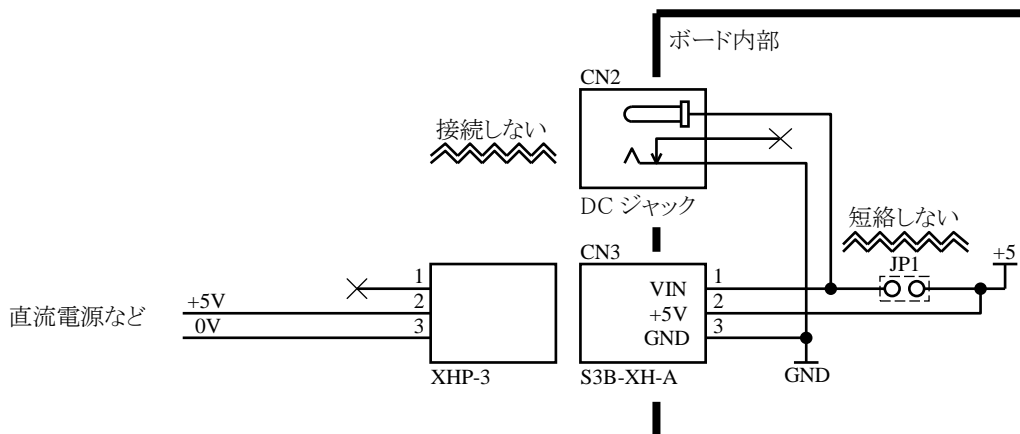 ボード内部
CN2
接続しない
DC ジャック
短絡しない
CN3
JP1
+5
直流電源など
+5V
0V
1
2
3
VIN
+5V
GND
1
2
3
XHP-3
S3B-XH-A
GND